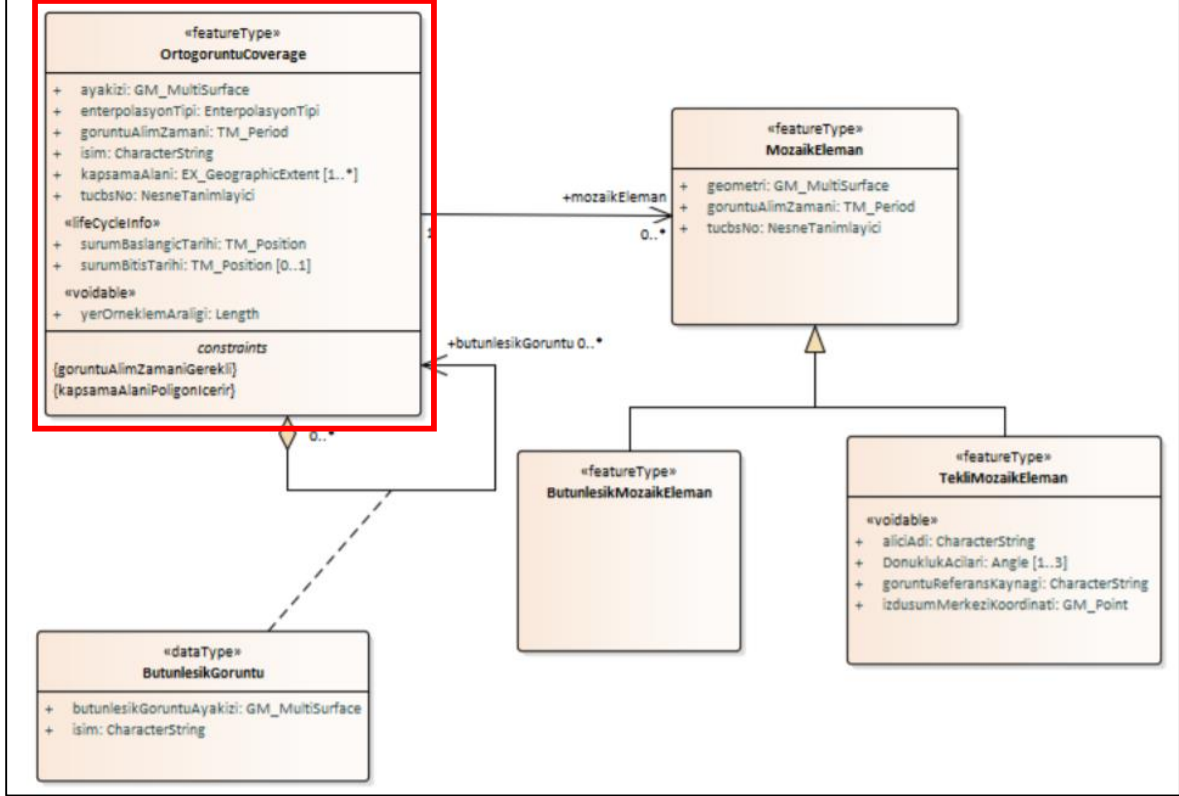 «featureType»
OrtogoruntuCoverage
+ ayakizi: GM_MultiSurface
+ enterpolasyonTipi: EnterpolasyonTipi
+ goruntuAlimZamani: TM_Period
+ isim: CharacterString
+ kapsamaAlani: EX_GeographicExtent [1..*]
+ tucbsNo: NesneTanimlayici
«lifeCycleInfo»
+ surumBaslangicTarihi: TM_Position
+ surumBitisTarihi: TM_Position [0..1]
«voidable»
+ yerOrneklemAraligi: Length
constraints
{goruntuAlimZamaniGerekli}
{kapsamaAlaniPoligonIcerir}
+mozaikEleman
1
0..*
«featureType»
MozaikEleman
+ geometri: GM_MultiSurface
+ goruntuAlimZamani: TM_Period
+ tucbsNo: NesneTanimlayici
+butunlesikGoruntu 0..*
0..*
«featureType»
ButunlesikMozaikEleman
«featureType»
TekliMozaikEleman
«voidable»
+ aliciAdi: CharacterString
+ DonuklukAcilari: Angle [1..3]
+ goruntuReferansKaynagi: CharacterString
+ izdusumMerkeziKoordinati: GM_Point
«dataType»
ButunlesikGoruntu
+ butunlesikGoruntuAyakizi: GM_MultiSurface
+ isim: CharacterString